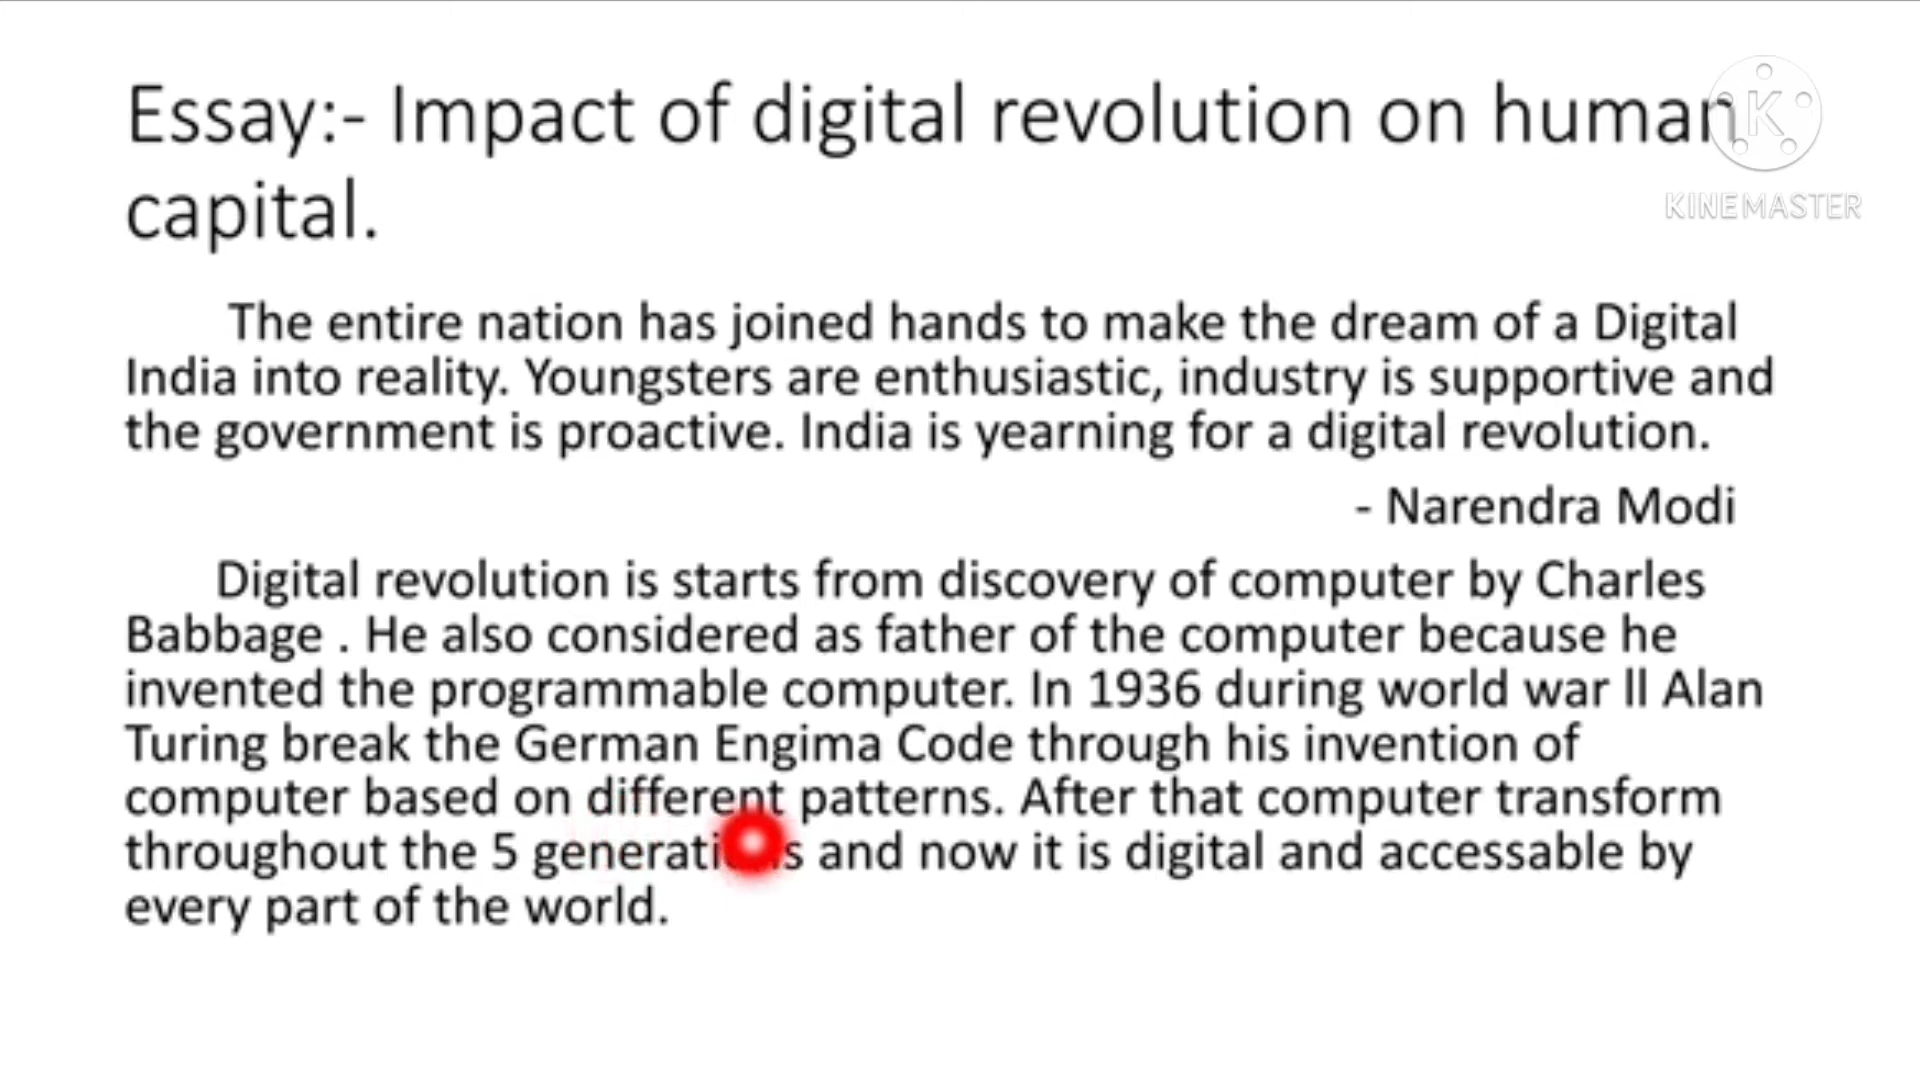 Essay:- Impact of digital revolution on human
capital.
K
KINEMASTER
The entire nation has joined hands to make the dream of a Digital
India into reality. Youngsters are enthusiastic, industry is supportive and
the government is proactive. India is yearning for a digital revolution.
- Narendra Modi
Digital revolution is starts from discovery of computer by Charles
Babbage . He also considered as father of the computer because he
invented the programmable computer. In 1936 during world war ll Alan
Turing break the German Engima Code through his invention of
computer based on different patterns. After that computer transform
throughout the 5 generations and now it is digital and accessable by
every part of the world.